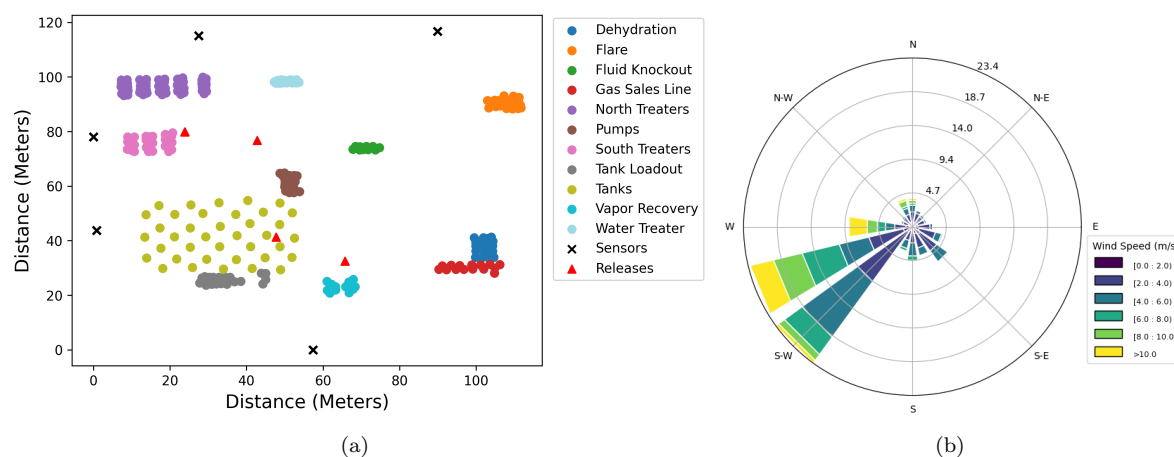 120
100
80
60
40
20
0
0 20 40 60 80 100
Distance (Meters)
Distance (Meters)
Dehydration
Flare
Fluid Knockout
Gas Sales Line
North Treaters
Pumps
South Treaters
Tank Loadout
Tanks
Vapor Recovery
Water Treater
Sensors
Releases
(a)
N
N-E
E
S-E
S
S-W
W
N-W
23.4
18.7
14.0
9.4
4.7
Wind Speed (m/s
[0.0 : 2.0)
[2.0 : 4.0)
[4.0 : 6.0)
[6.0 : 8.0)
[8.0 : 10.0
>10.0
(b)